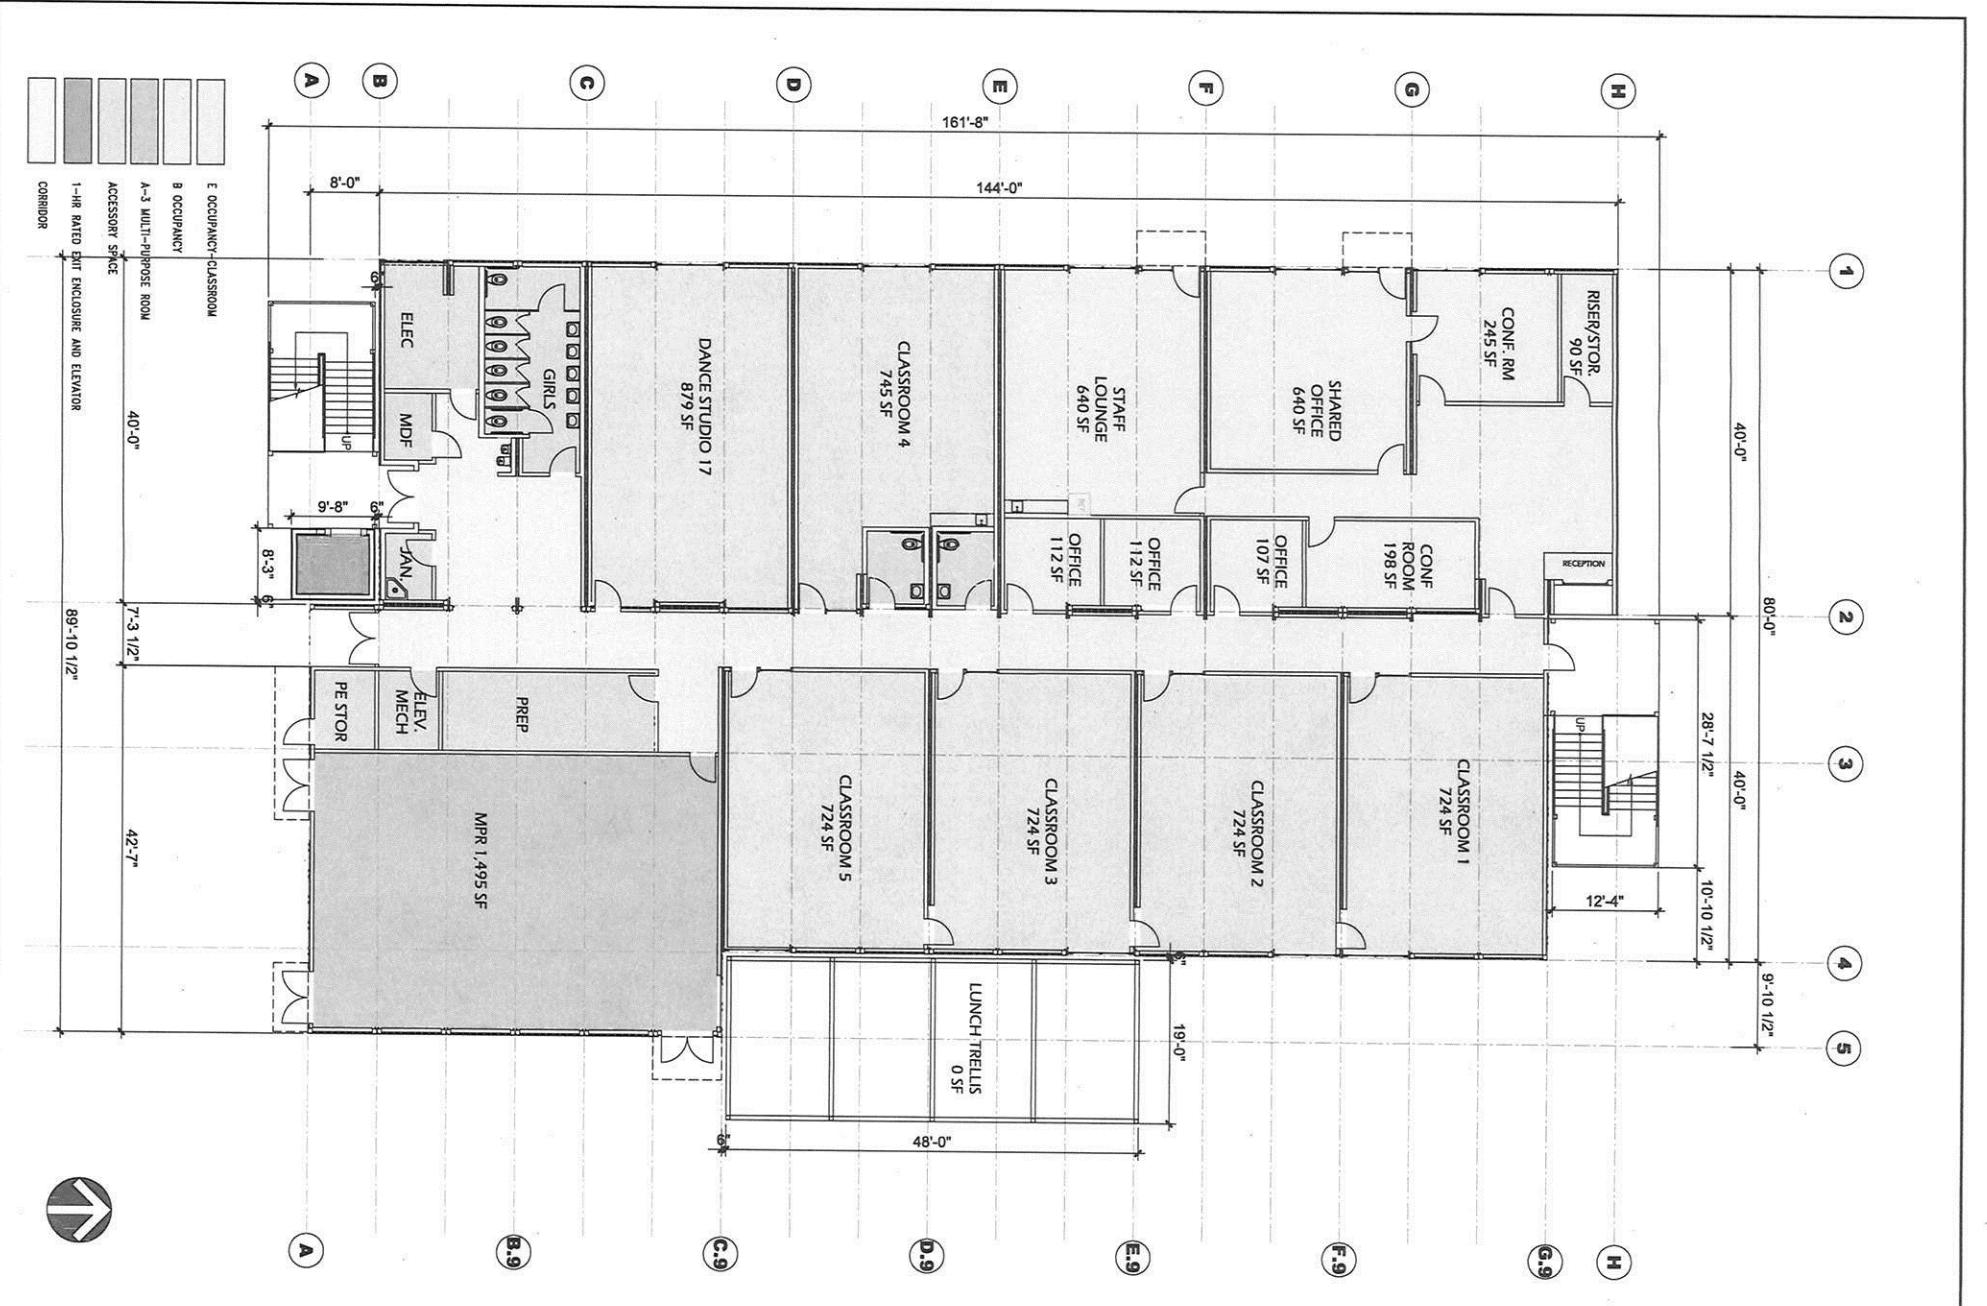 A
B
C
D
E
F
G
H
161'-8"
8'-0"
144'-0"
E OCCUPANCY-CLASSROOM
B OCCUPANCY
A-3 MULTI-PURPOSE ROOM
ACCESSORY SPACE
1-HR RATED EXIT ENCLOSURE AND ELEVATOR
CORRIDOR
1
2
3
4
5
6"
ELEC
GIRLS
MDF
UP
DANCE STUDIO 17
879 SF
CLASSROOM 4
745 SF
STAFF
LOUNGE
640 SF
SHARED
OFFICE
640 SF
CONF. RM
245 SF
RISER/STOR.
90 SF
40'-0"
40'-0"
80'-0"
9'-8"
6"
8'-3"
6"
JAN.
OFFICE
112 SF
OFFICE
112 SF
OFFICE
107 SF
CONF
ROOM
198 SF
RECEPTION
89'-10 1/2"
7'-3 1/2"
42'-7"
PE STOR
ELEV.
MECH
PREP
MPR 1,495 SF
CLASSROOM 5
724 SF
CLASSROOM 3
724 SF
CLASSROOM 2
724 SF
CLASSROOM 1
724 SF
UP
28'-7 1/2"
40'-0"
12'-4"
10'-10 1/2"
9'-10 1/2"
6"
LUNCH TRELLIS
0 SF
19'-0"
6"
48'-0"
A
B.9
C.9
D.9
E.9
F.9
G.9
H